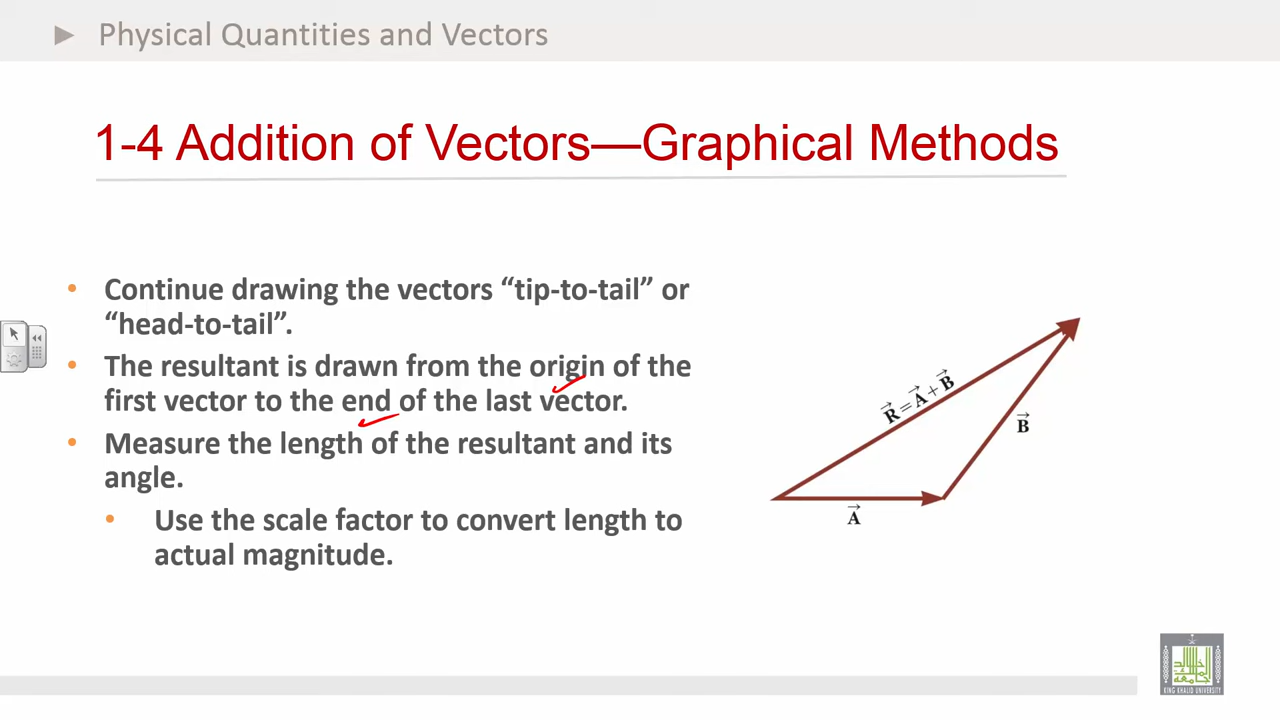 ► Physical Quantities and Vectors
1-4 Addition of Vectors—Graphical Methods
• Continue drawing the vectors “tip-to-tail” or
“head-to-tail”.
• The resultant is drawn from the origin of the
first vector to the end of the last vector.
• Measure the length of the resultant and its
angle.
• Use the scale factor to convert length to
actual magnitude.
R⃗ = A⃗ + B⃗
B⃗
A⃗
KING KHALID UNIVERSITY